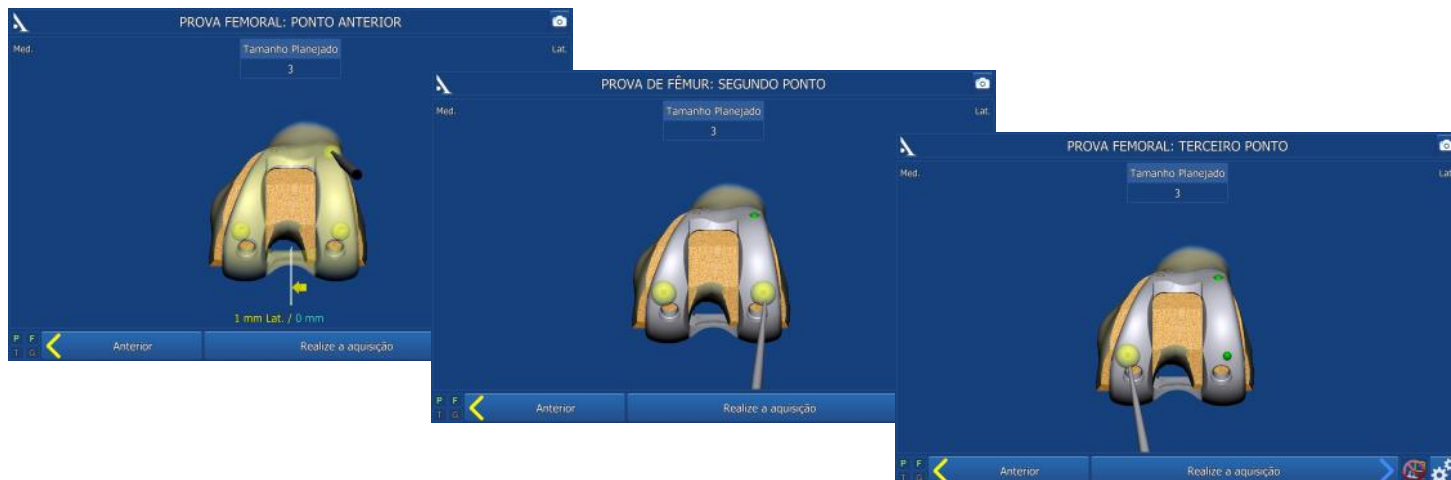 PROVA FEMORAL: PONTO ANTERIOR
Med.
Tamanho Planejado
Lat.
3
1 mm Lat. / 0 mm
P F
T G
Anterior
Realize a aquisição
PROVA DE FÊMUR: SEGUNDO PONTO
Med.
Tamanho Planejado
Lat.
3
P F
T G
Anterior
Realize a aquisição
PROVA FEMORAL: TERCEIRO PONTO
Med.
Tamanho Planejado
Lat
3
P F
T G
Anterior
Realize a aquisição